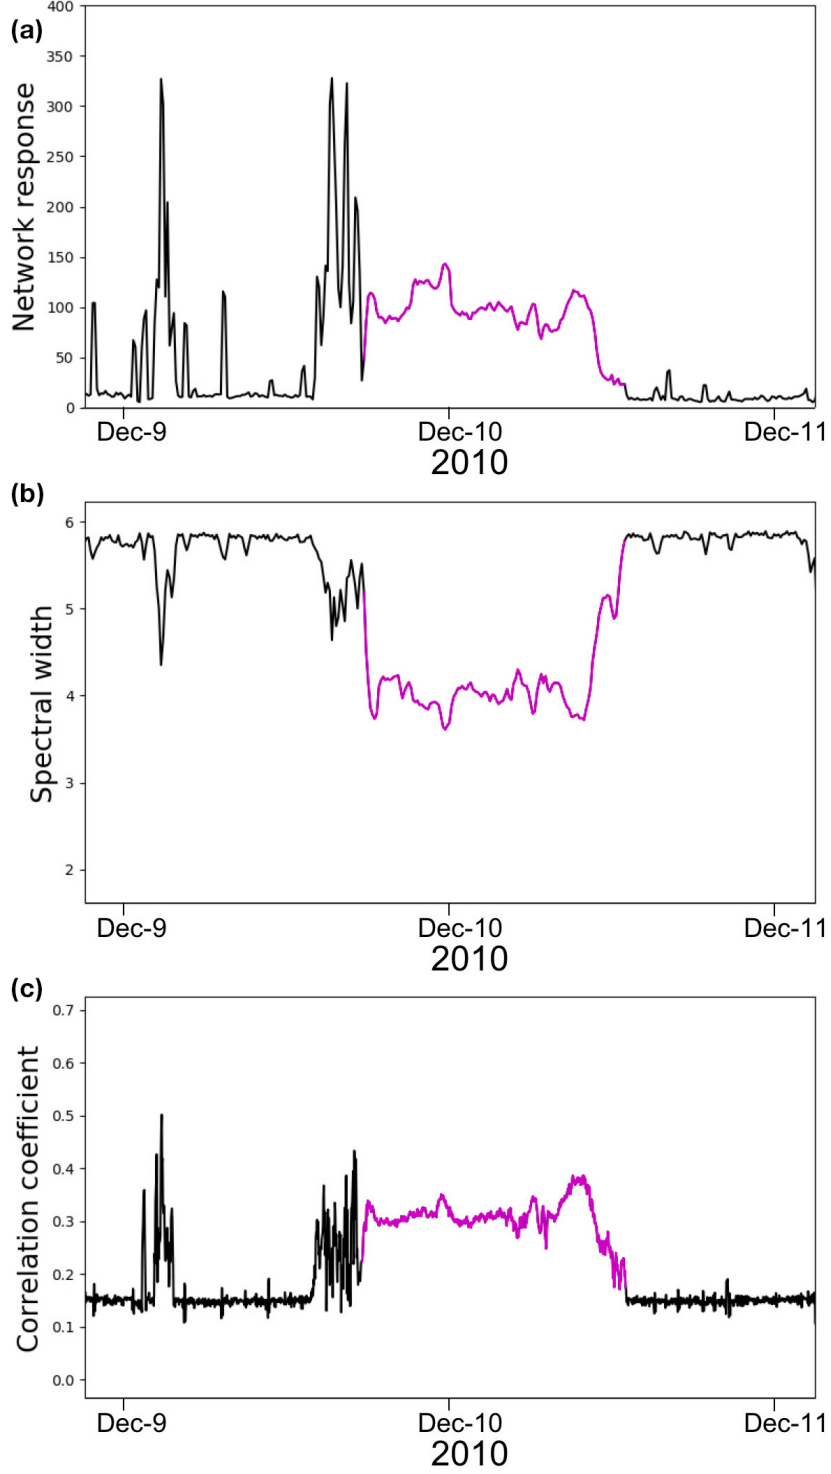 (a)
Network response
400
350
300
250
200
150
100
50
0
Dec-9 Dec-10 Dec-11
2010
(b)
Spectral width
6
5
4
3
2
Dec-9 Dec-10 Dec-11
2010
(c)
Correlation coefficient
0.7
0.6
0.5
0.4
0.3
0.2
0.1
0.0
Dec-9 Dec-10 Dec-11
2010